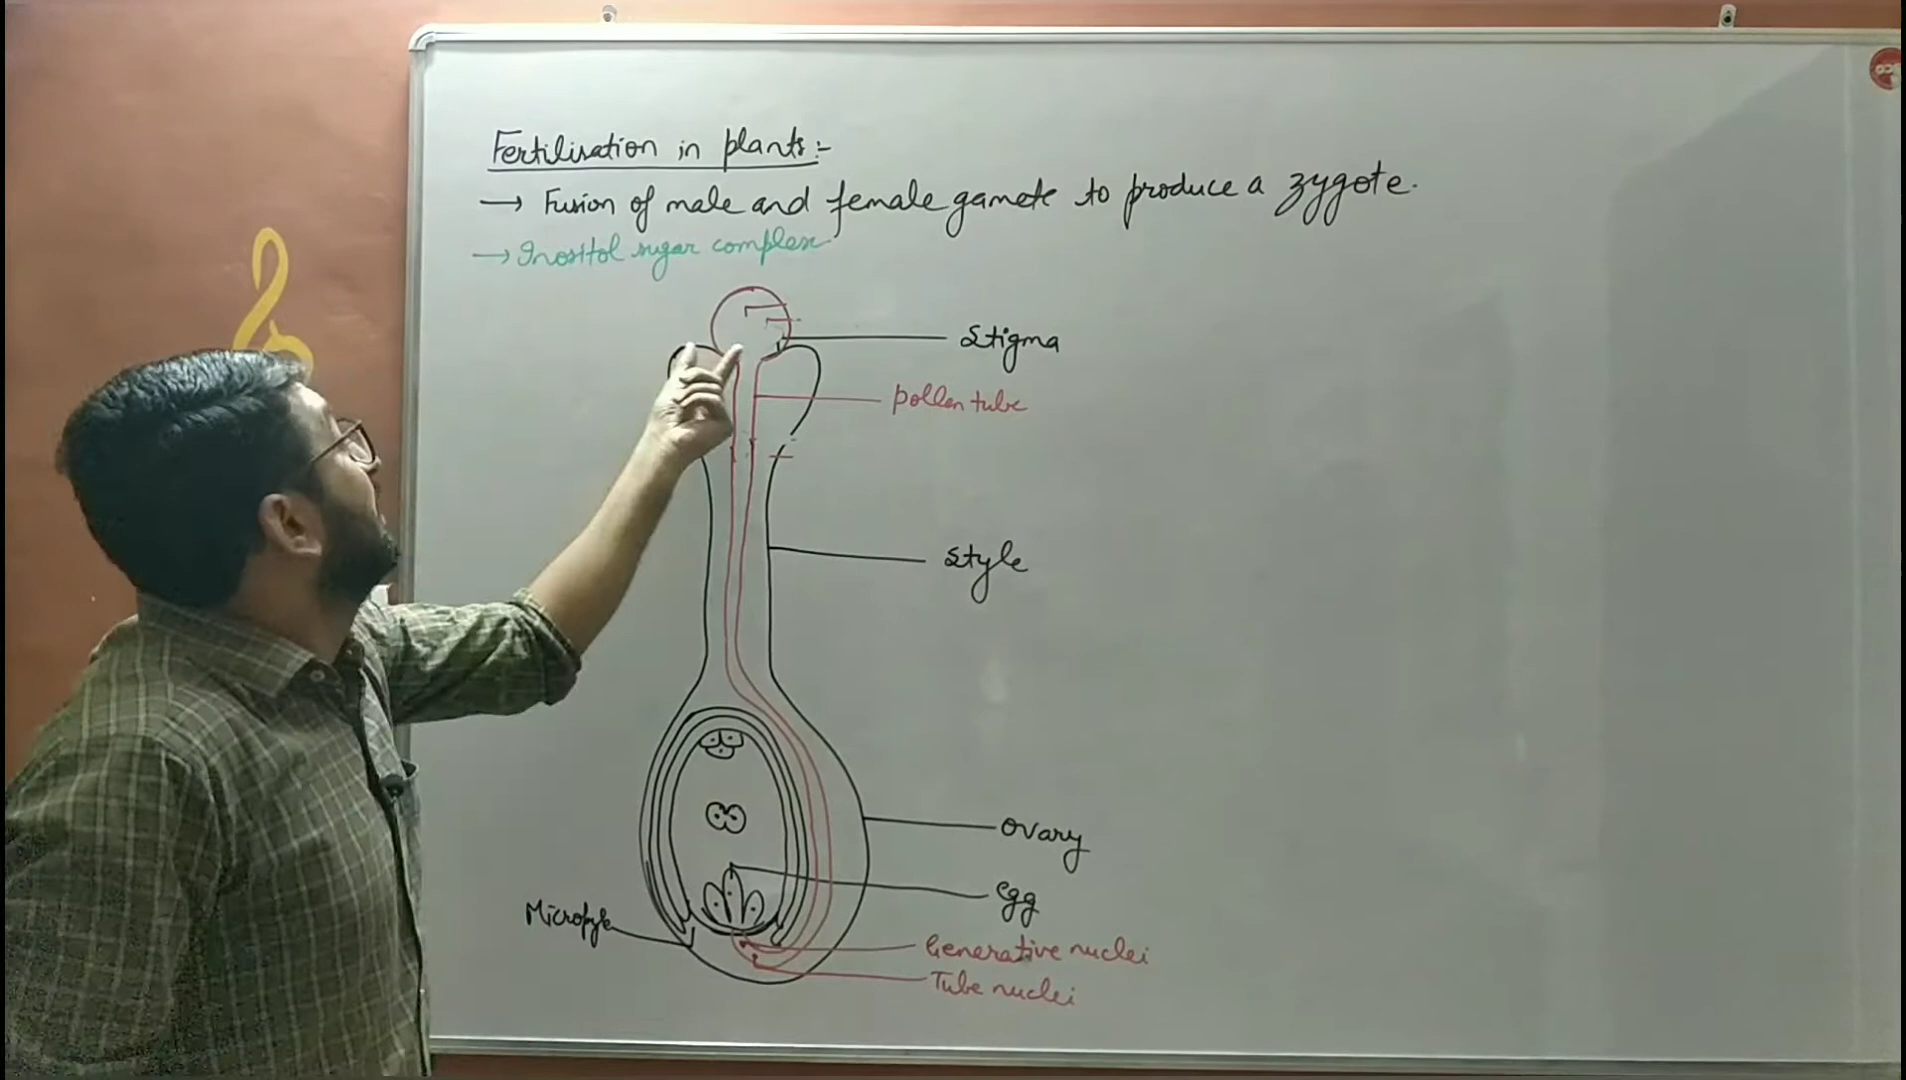 Fertilisation in plants:-
→ Fusion of male and female gamete to produce a zygote.
→ Inositol sugar complex
Stigma
pollen tube
Style
Ovary
egg
Micropyle
Generative nuclei
Tube nuclei